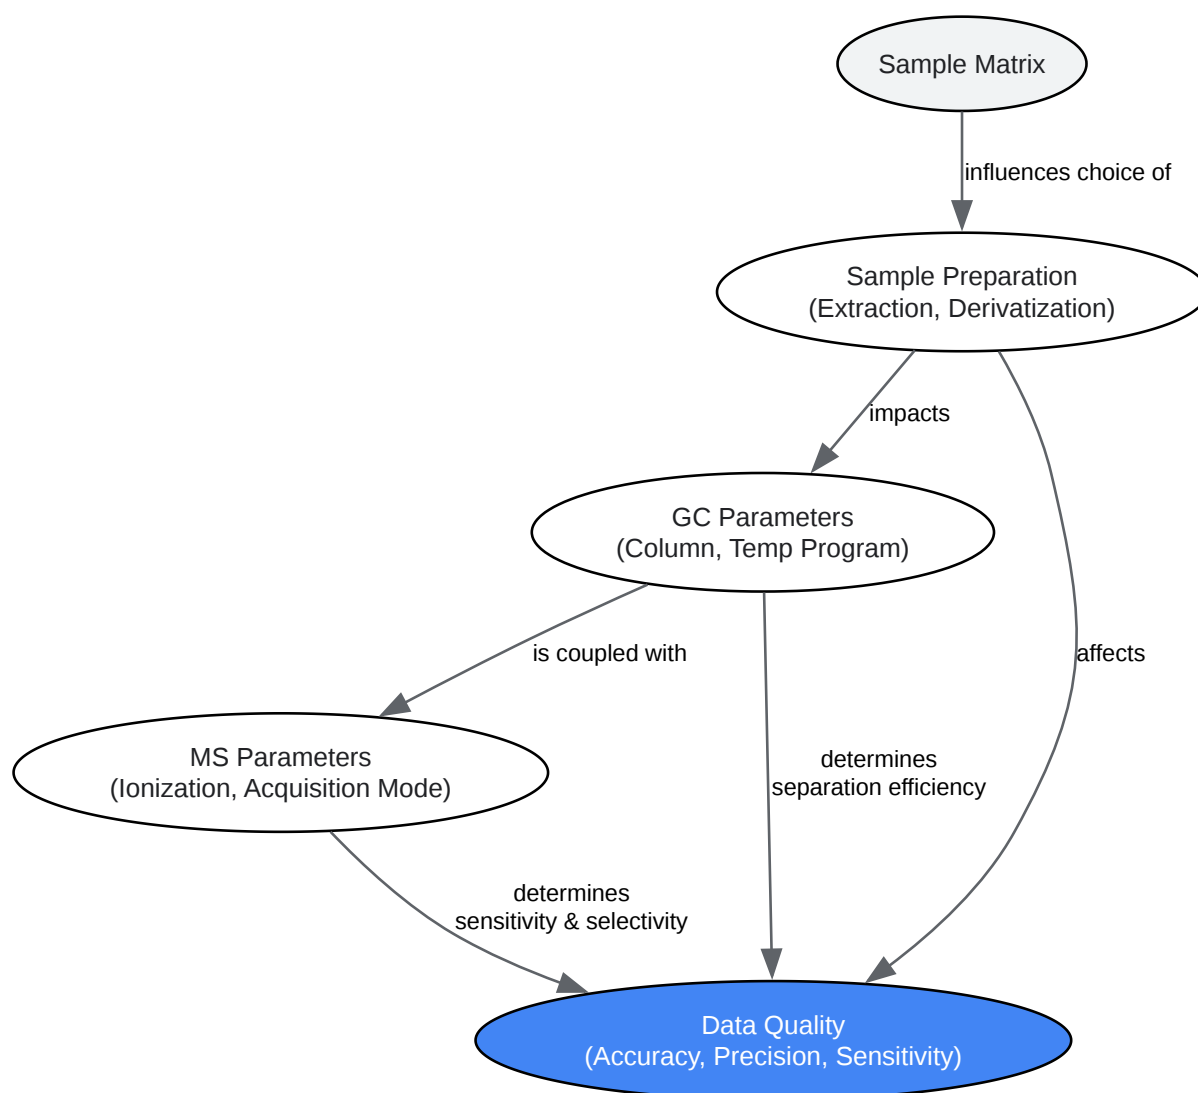 Sample Matrix
influences choice of
Sample Preparation
(Extraction, Derivatization)
impacts
GC Parameters
(Column, Temp Program)
is coupled with
affects
MS Parameters
(Ionization, Acquisition Mode)
determines
separation efficiency
determines
sensitivity & selectivity
Data Quality
(Accuracy, Precision, Sensitivity)